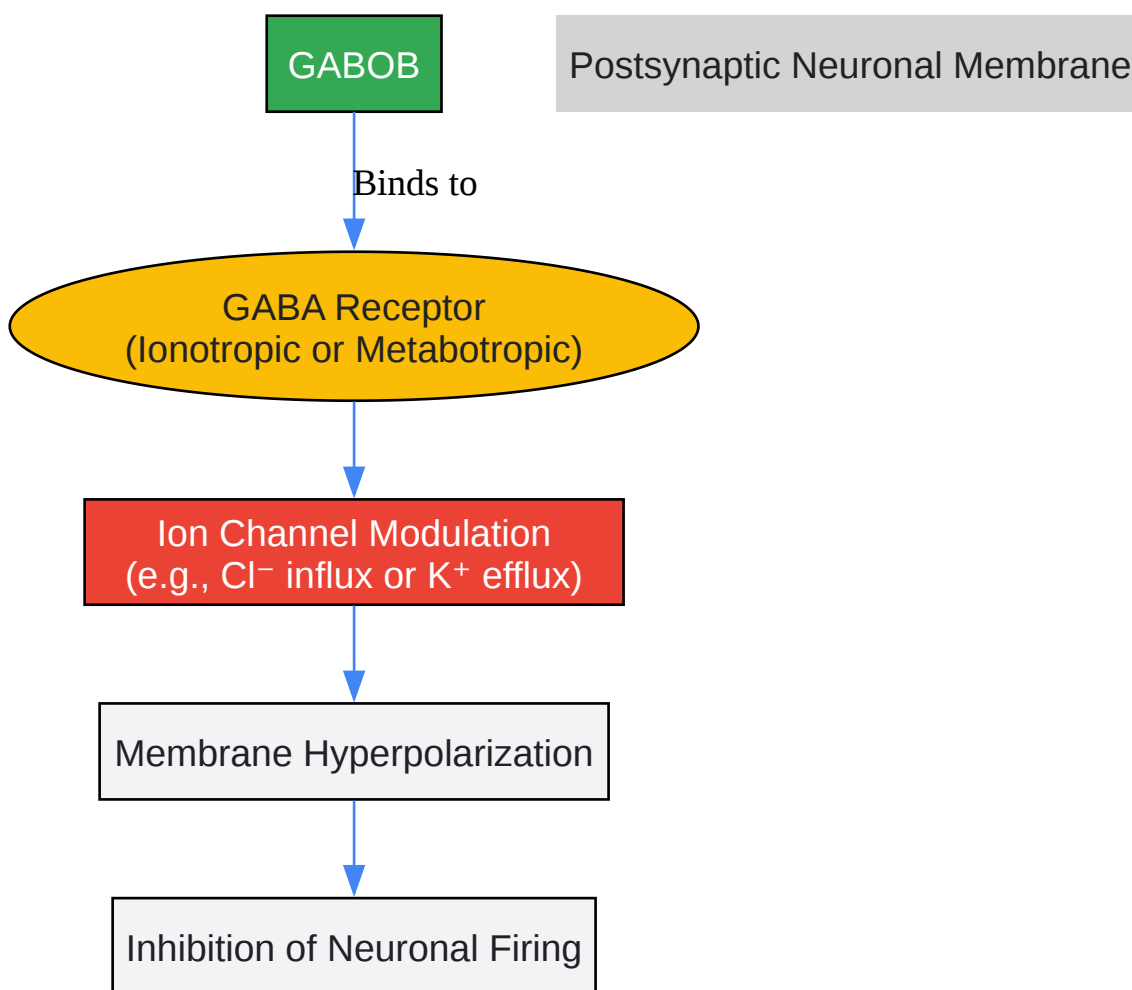 GABOB
Postsynaptic Neuronal Membrane
Binds to
GABA Receptor
(Ionotropic or Metabotropic)
Ion Channel Modulation
(e.g., Cl⁻ influx or K⁺ efflux)
Membrane Hyperpolarization
Inhibition of Neuronal Firing